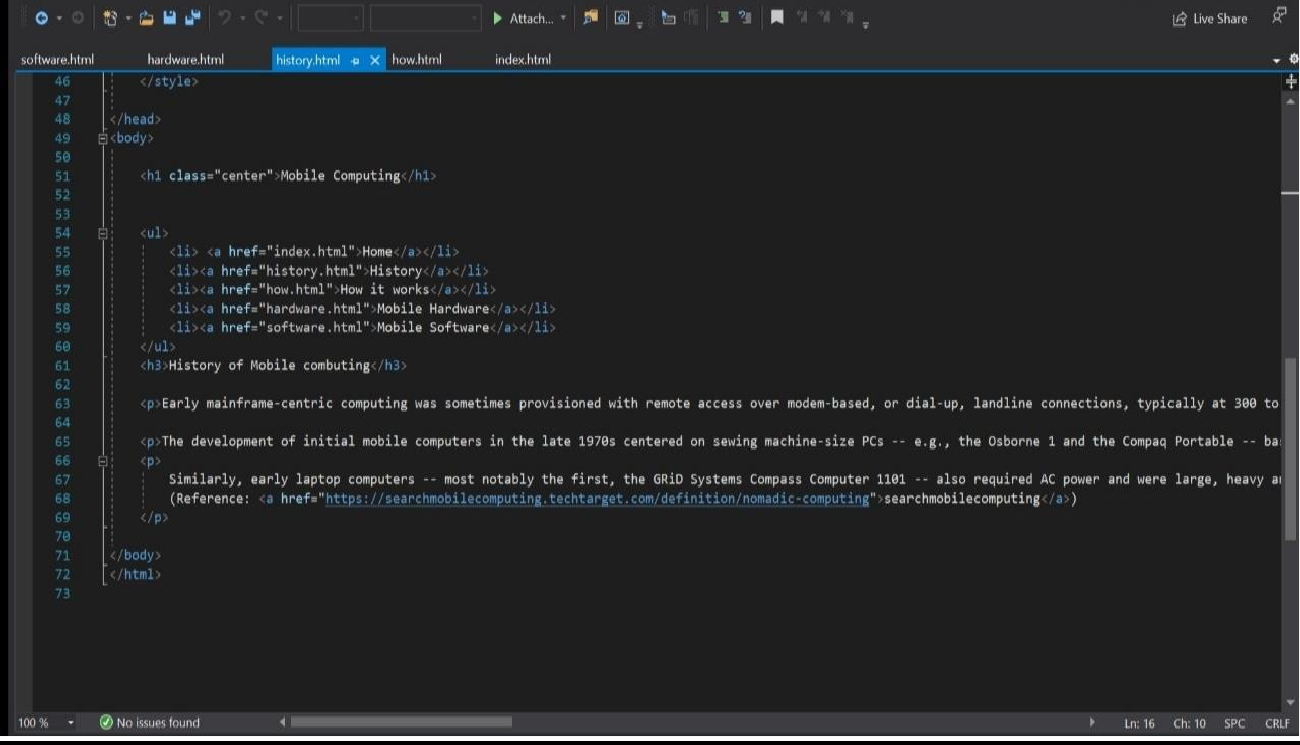 Attach...
Live Share
software.html hardware.html history.html how.html index.html
46 </style>
47
48 </head>
49 <body>
50
51 <h1 class="center">Mobile Computing</h1>
52
53
54 <ul>
55 <li> <a href="index.html">Home</a></li>
56 <li><a href="history.html">History</a></li>
57 <li><a href="how.html">How it works</a></li>
58 <li><a href="hardware.html">Mobile Hardware</a></li>
59 <li><a href="software.html">Mobile Software</a></li>
60 </ul>
61 <h3>History of Mobile combuting</h3>
62
63 <p>Early mainframe-centric computing was sometimes provisioned with remote access over modem-based, or dial-up, landline connections, typically at 300 to
64
65 <p>The development of initial mobile computers in the late 1970s centered on sewing machine-size PCs -- e.g., the Osborne 1 and the Compaq Portable --
66 <p>
67 Similarly, early laptop computers -- most notably the first, the GRiD Systems Compass Computer 1101 -- also required AC power and were large, heavy
68 (Reference: <a href="https://searchmobilecomputing.techtarget.com/definition/nomadic-computing">searchmobilecomputing</a>)
69 </p>
70
71 </body>
72 </html>
73
100 % No issues found Ln: 16 Ch: 10 SPC CRLF